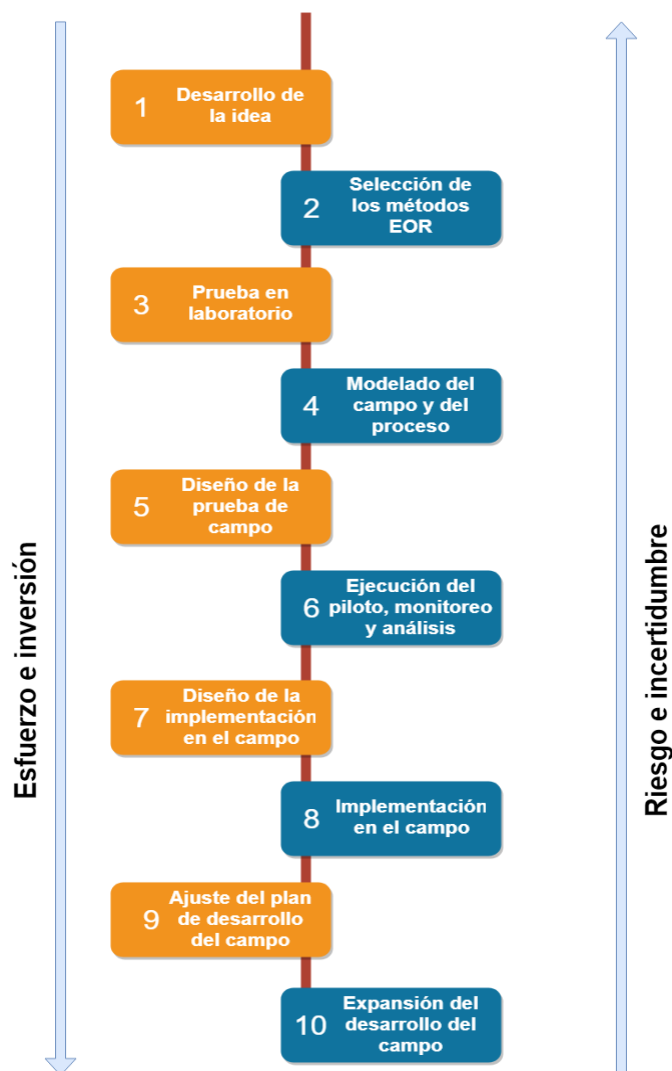 1
Desarrollo de
la idea
2
Selección de
los métodos
EOR
3
Prueba en
laboratorio
4
Modelado del
campo y del
proceso
5
Diseño de la
prueba de
campo
6
Ejecución del
piloto, monitoreo
y análisis
7
Diseño de la
implementación
en el campo
8
Implementación
en el campo
9
Ajuste del plan
de desarrollo
del campo
10
Expansión del
desarrollo del
campo
Esfuerzo e inversión
Riesgo e incertidumbre